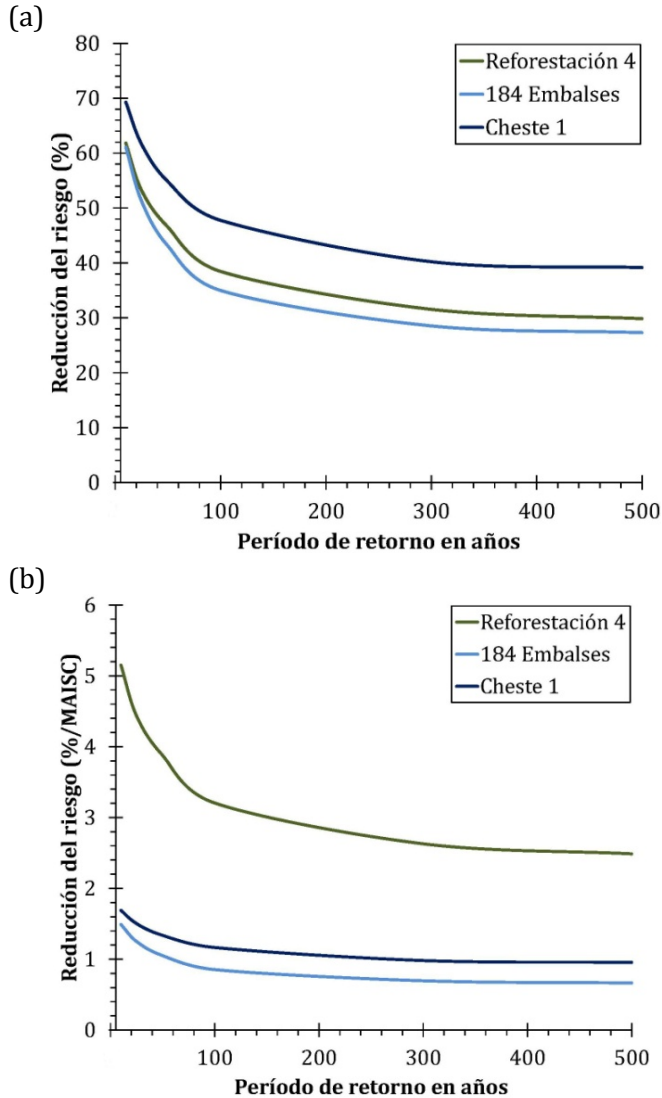 (a)
80
70
60
50
40
30
20
10
0
Reducción del riesgo (%)
Reforestación 4
184 Embalses
Cheste 1
100 200 300 400 500
Período de retorno en años
(b)
6
5
4
3
2
1
0
Reducción del riesgo (%/MAISC)
Reforestación 4
184 Embalses
Cheste 1
100 200 300 400 500
Período de retorno en años